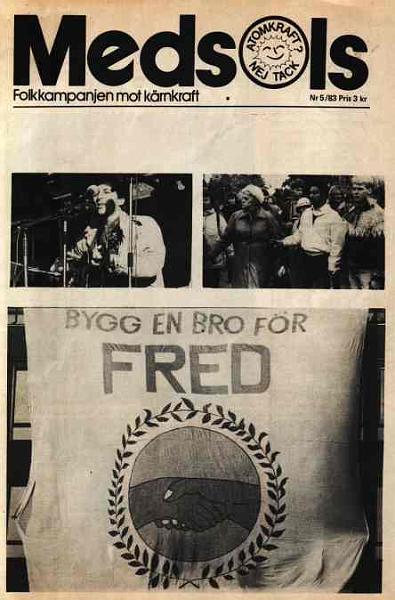 Medsols
ATOMKRAFT?
NEJ TACK
Folkkampanjen mot kärnkraft
Nr 5/83 Pris 3 kr
BYGG EN BRO FÖR
FRED